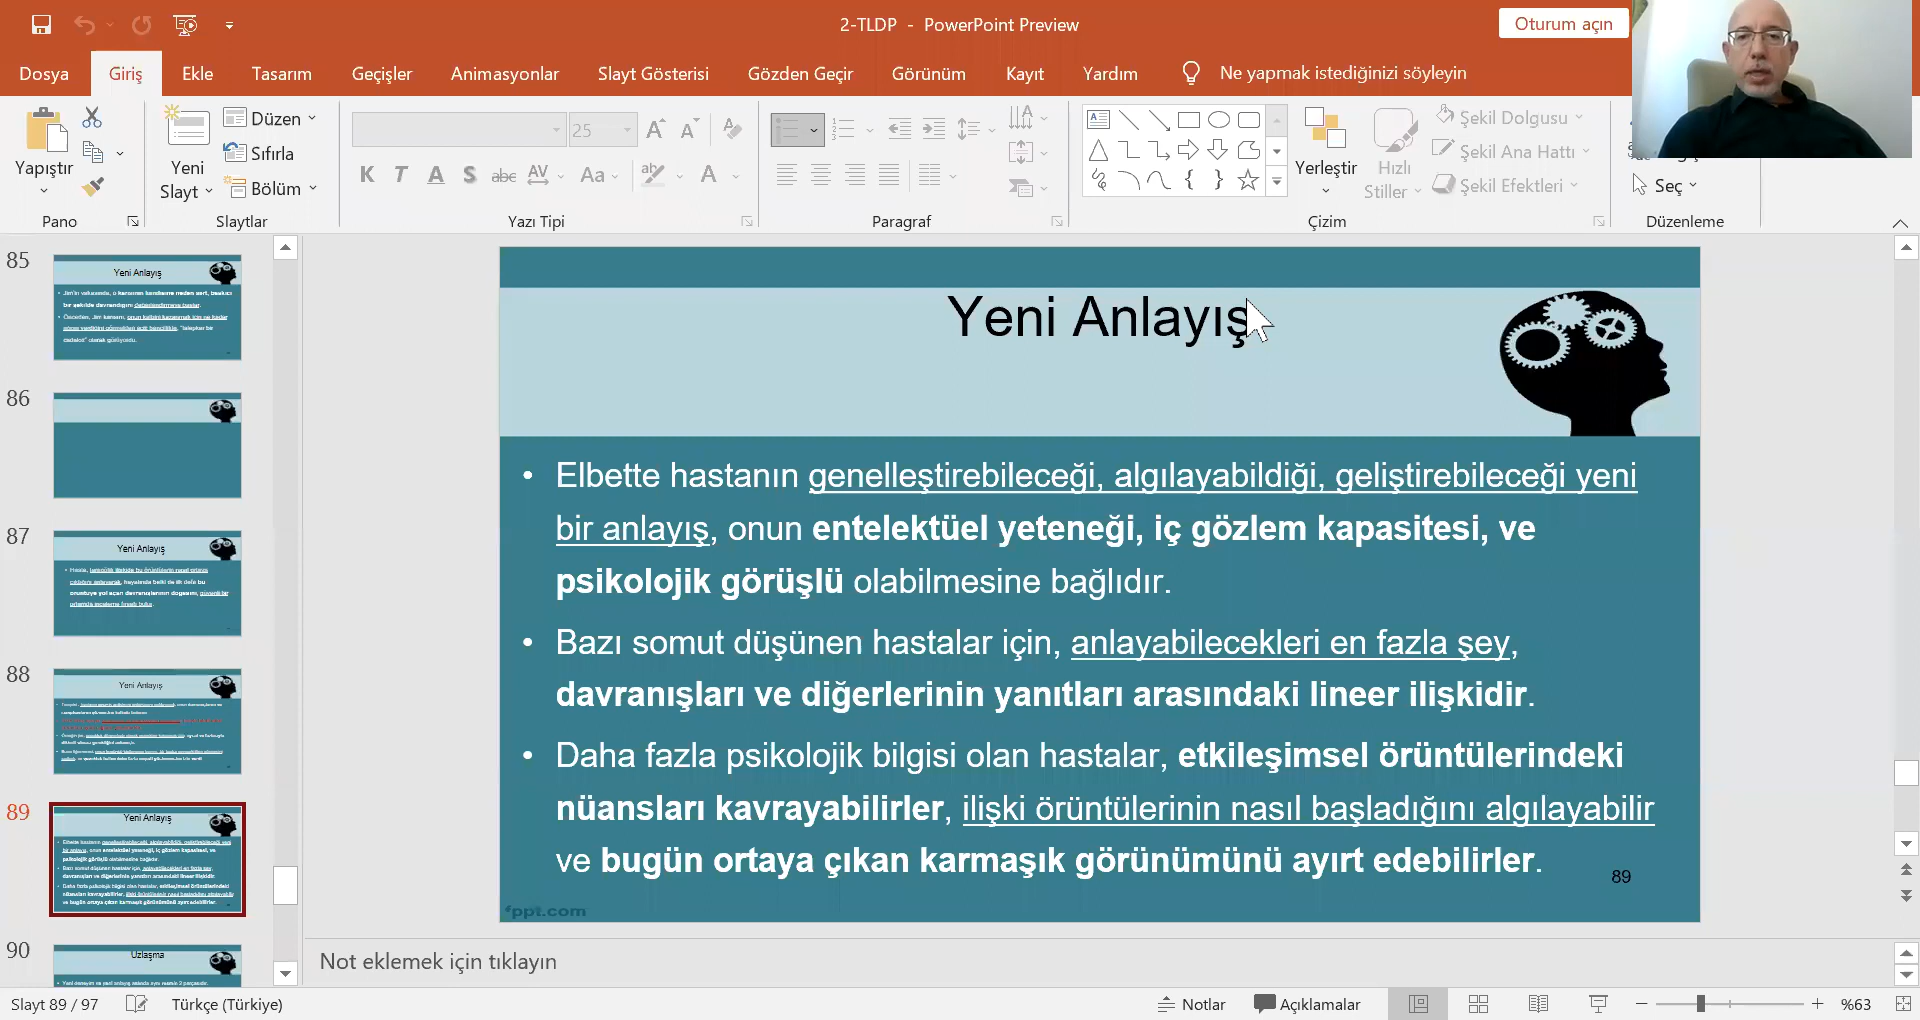 2-TLDP - PowerPoint Preview
Oturum açın
Dosya Giriş Ekle Tasarım Geçişler Animasyonlar Slayt Gösterisi Gözden Geçir Görünüm Kayıt Yardım Ne yapmak istediğinizi söyleyin
Yapıştır
Yeni
Slayt
Düzen
Sıfırla
Bölüm
25
K T A S abc AV Aa A
Yerleştir
Hızlı
Stiller
Şekil Dolgusu
Şekil Ana Hattı
Şekil Efektleri
Seç
Pano Slaytlar Yazı Tipi Paragraf Çizim Düzenleme
85
Yeni Anlayış
86
87
Yeni Anlayış
88
Yeni Anlayış
89
Yeni Anlayış
90
Uzlaşma
Yeni Anlayış
• Elbette hastanın genelleştirebileceği, algılayabildiği, geliştirebileceği yeni
bir anlayış, onun entelektüel yeteneği, iç gözlem kapasitesi, ve
psikolojik görüşlü olabilmesine bağlıdır.
• Bazı somut düşünen hastalar için, anlayabilecekleri en fazla şey,
davranışları ve diğerlerinin yanıtları arasındaki lineer ilişkidir.
• Daha fazla psikolojik bilgisi olan hastalar, etkileşimsel örüntülerindeki
nüansları kavrayabilirler, ilişki örüntülerinin nasıl başladığını algılayabilir
ve bugün ortaya çıkan karmaşık görünümünü ayırt edebilirler.
89
fppt.com
Not eklemek için tıklayın
Slayt 89 / 97 Türkçe (Türkiye) Notlar Açıklamalar %63